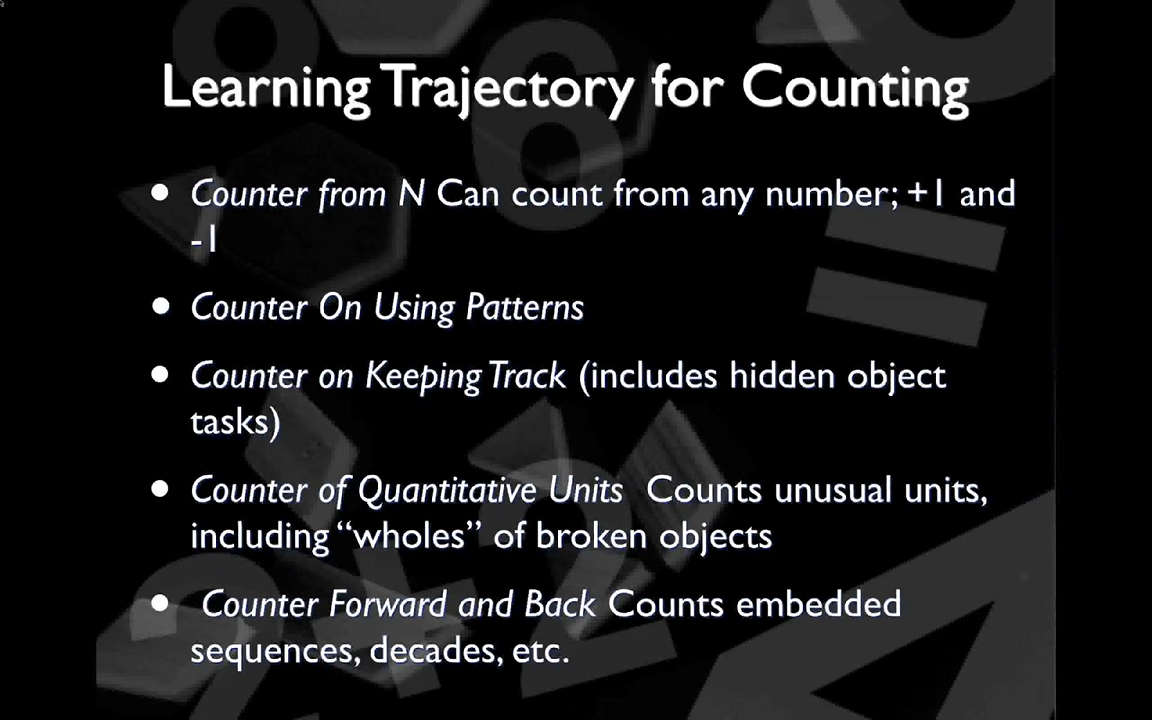 Learning Trajectory for Counting
• Counter from N Can count from any number; +1 and
-1
• Counter On Using Patterns
• Counter on Keeping Track (includes hidden object
tasks)
• Counter of Quantitative Units Counts unusual units,
including “wholes” of broken objects
• Counter Forward and Back Counts embedded
sequences, decades, etc.